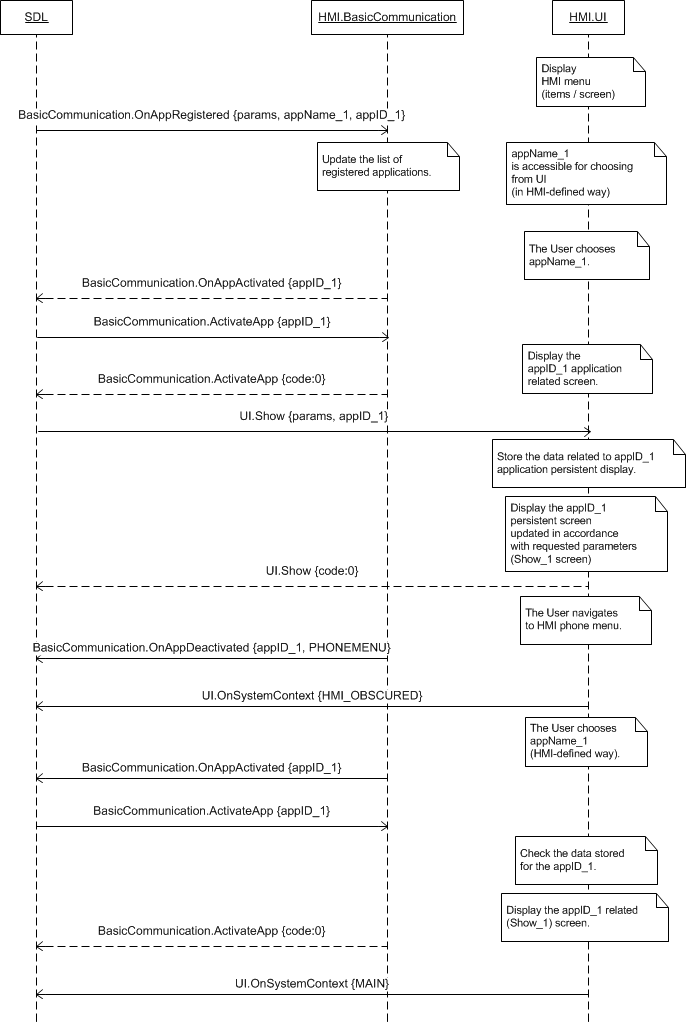 SDL
HMI.BasicCommunication
HMI.UI
Display
HMI menu
(items / screen)
BasicCommunication.OnAppRegistered {params, appName_1, appID_1}
Update the list of
registered applications.
appName_1
is accessible for choosing
from UI
(in HMI-defined way)
The User chooses
appName_1.
BasicCommunication.OnAppActivated {appID_1}
BasicCommunication.ActivateApp {appID_1}
Display the
appID_1 application
related screen.
BasicCommunication.ActivateApp {code:0}
UI.Show {params, appID_1}
Store the data related to appID_1
application persistent display.
Display the appID_1
persistent screen
updated in accordance
with requested parameters
(Show_1 screen)
UI.Show {code:0}
The User navigates
to HMI phone menu.
BasicCommunication.OnAppDeactivated {appID_1, PHONEMENU}
UI.OnSystemContext {HMI_OBSCURED}
The User chooses
appName_1
(HMI-defined way).
BasicCommunication.OnAppActivated {appID_1}
BasicCommunication.ActivateApp {appID_1}
Check the data stored
for the appID_1.
Display the appID_1 related
(Show_1) screen.
BasicCommunication.ActivateApp {code:0}
UI.OnSystemContext {MAIN}